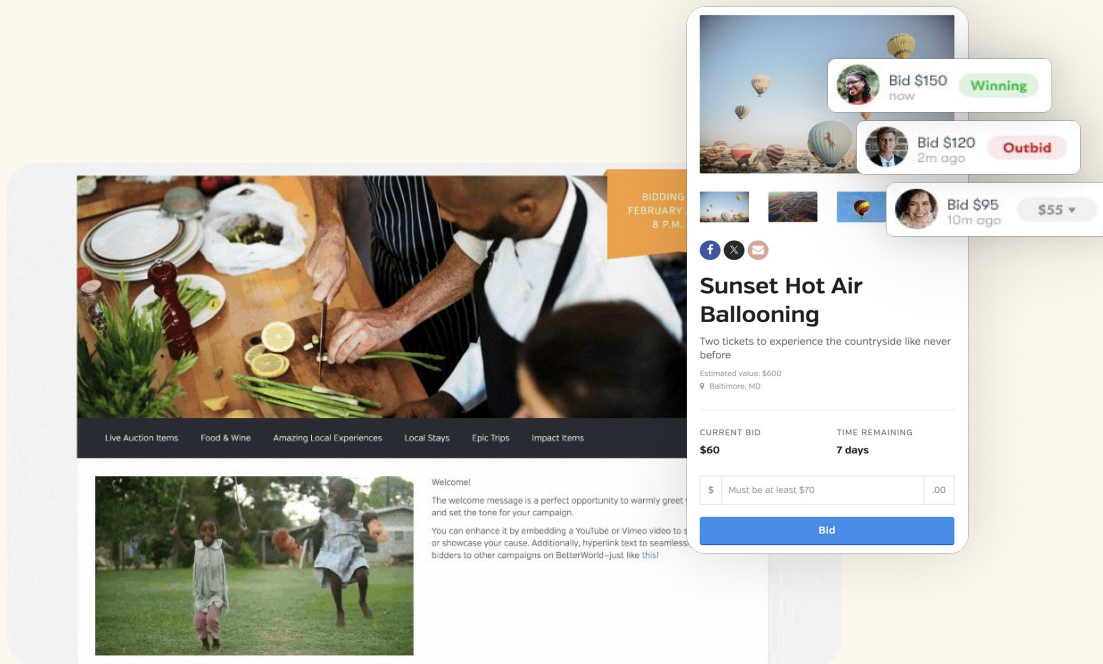 BIDDING
FEBRUARY
8 P.M.
Live Auction Items
Food & Wine
Amazing Local Experiences
Local Stays
Epic Trips
Impact Items
Welcome!
The welcome message is a perfect opportunity to warmly greet
and set the tone for your campaign.
You can enhance it by embedding a YouTube or Vimeo video to
or showcase your cause. Additionally, hyperlink text to
bidders to other campaigns on BetterWorld–just like this!
Bid $150
now
Winning
Bid $120
2m ago
Outbid
Bid $95
10m ago
$55
Sunset Hot Air
Ballooning
Two tickets to experience the countryside like never
before
Estimated value: $600
Baltimore, MD
CURRENT BID
$60
TIME REMAINING
7 days
$
Must be at least $70
.00
Bid